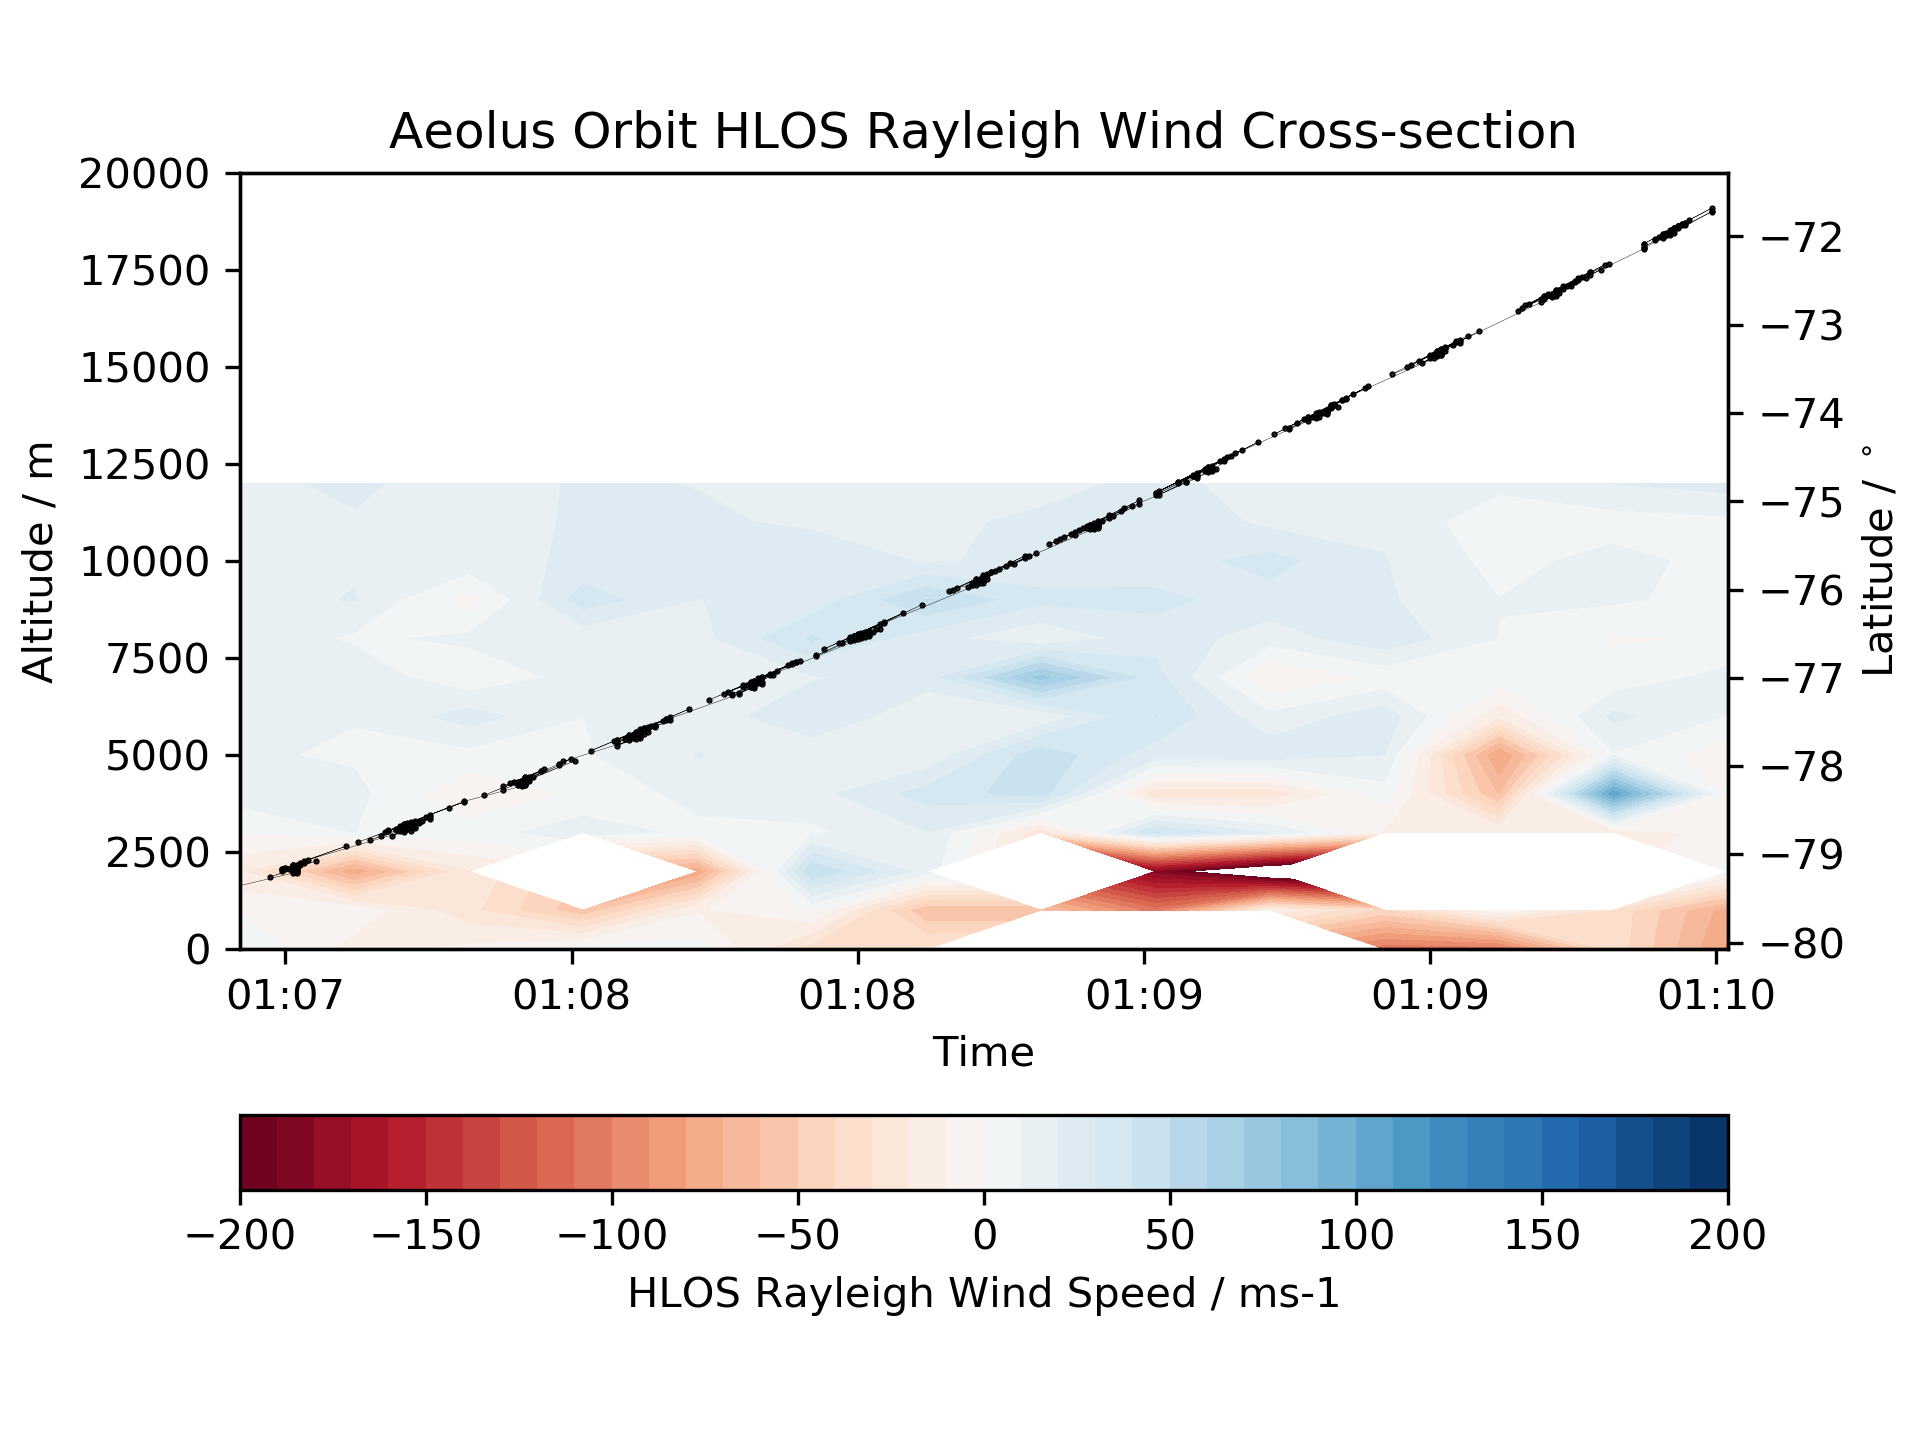 Aeolus Orbit HLOS Rayleigh Wind Cross-section
20000
17500
15000
12500
10000
7500
5000
2500
0
Altitude / m
−72
−73
−74
−75
−76
−77
−78
−79
−80
Latitude / °
01:07 01:08 01:08 01:09 01:09 01:10
Time
−200 −150 −100 −50 0 50 100 150 200
HLOS Rayleigh Wind Speed / ms-1